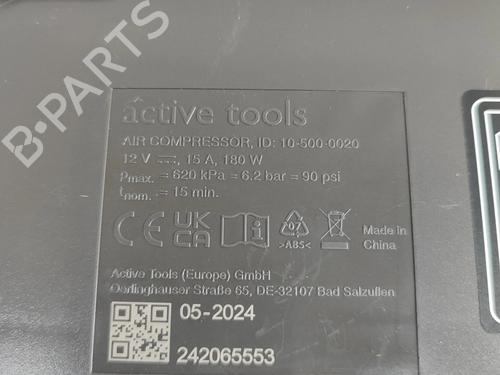 B-PARTS
active tools
AIR COMPRESSOR, ID: 10-500-0020
12 V ⎓, 15 A, 180 W
pmax. = 620 kPa = 6.2 bar = 90 psi
tnom. = 15 min.
CE UK CA i 07 >ABS< Made in
China
Active Tools (Europe) GmbH
Oerlinghauser Straße 65, DE-32107 Bad Salzuflen
05-2024
242065553